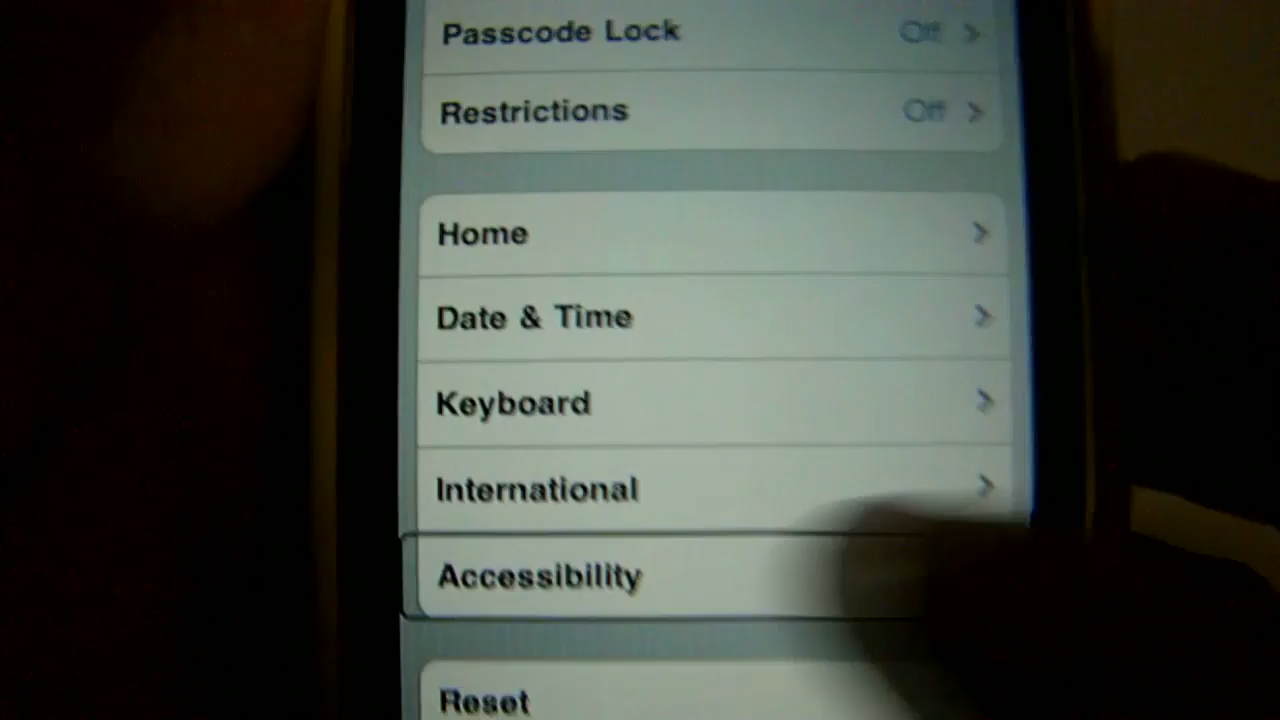 Passcode Lock Off
Restrictions Off
Home
Date & Time
Keyboard
International
Accessibility
Reset